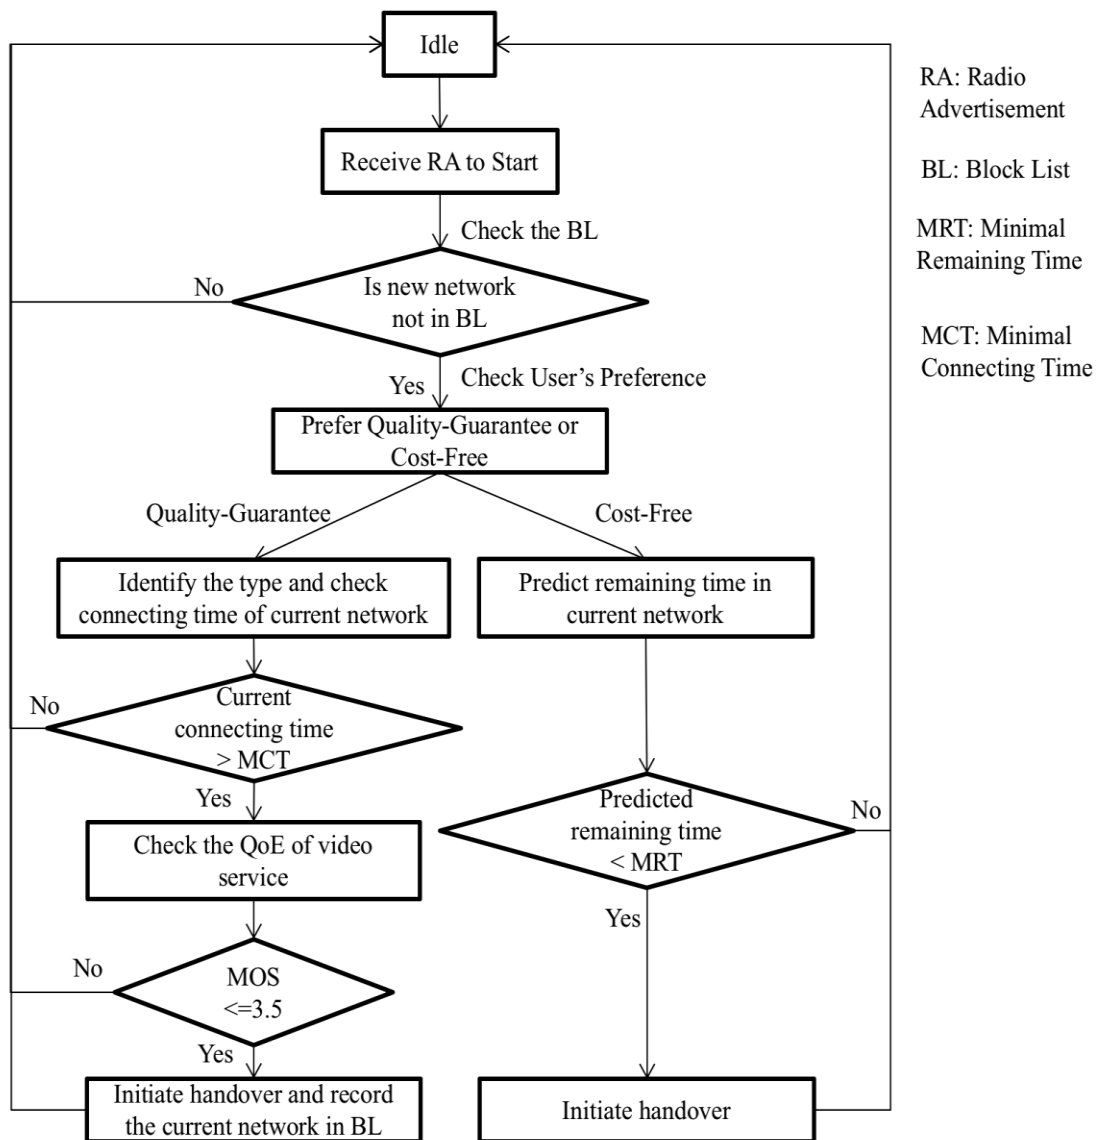 Idle
RA: Radio
Advertisement
Receive RA to Start
BL: Block List
Check the BL
MRT: Minimal
Remaining Time
No
Is new network
not in BL
MCT: Minimal
Connecting Time
Yes
Check User's Preference
Prefer Quality-Guarantee or
Cost-Free
Quality-Guarantee
Cost-Free
Identify the type and check
connecting time of current network
Predict remaining time in
current network
No
Current
connecting time
> MCT
Yes
Predicted
remaining time
< MRT
No
Check the QoE of video
service
Yes
No
MOS
<=3.5
Yes
Initiate handover and record
the current network in BL
Initiate handover